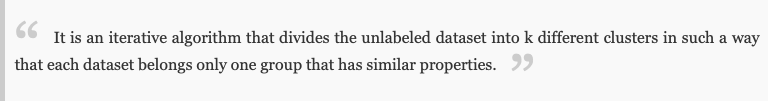 “ It is an iterative algorithm that divides the unlabeled dataset into k different clusters in such a way
that each dataset belongs only one group that has similar properties. ”